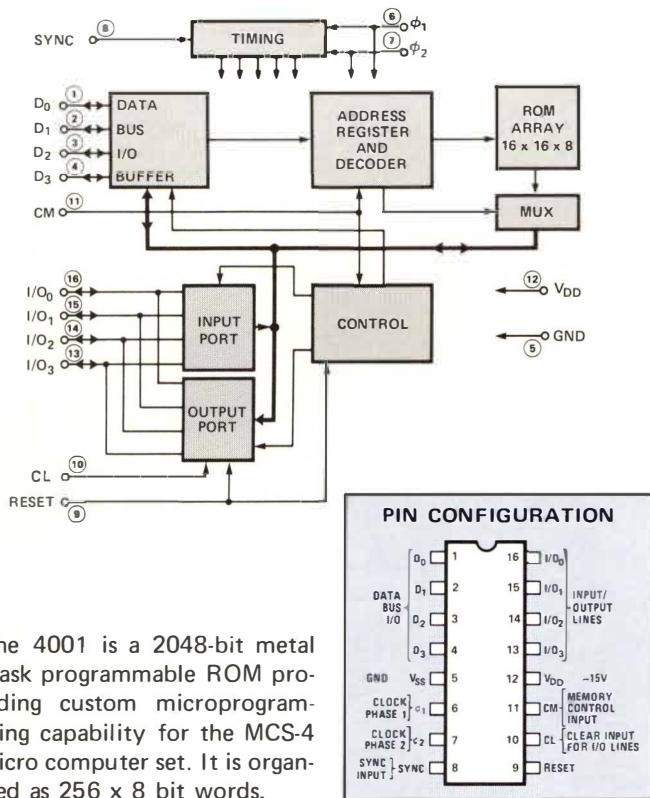 SYNC
8
TIMING
6
ϕ1
7
ϕ2
D0
1
DATA
D1
2
BUS
D2
3
I/O
D3
4
BUFFER
ADDRESS
REGISTER
AND
DECODER
ROM
ARRAY
16 x 16 x 8
CM
11
MUX
I/O0
16
I/O1
15
I/O2
14
I/O3
13
INPUT
PORT
CONTROL
12
VDD
GND
5
OUTPUT
PORT
CL
10
RESET
9
PIN CONFIGURATION
DATA
BUS
I/O
D0
1
D1
2
D2
3
D3
4
GND VSS
5
CLOCK
PHASE 1
ϕ1
6
CLOCK
PHASE 2
ϕ2
7
SYNC
INPUT
SYNC
8
16
I/O0
15
I/O1
14
I/O2
13
I/O3
INPUT/
OUTPUT
LINES
12
VDD -15V
11
CM
MEMORY
CONTROL
INPUT
10
CL
CLEAR INPUT
FOR I/O LINES
9
RESET
ne 4001 is a 2048-bit metal
ask programmable ROM pro-
ding custom microprogram-
ing capability for the MCS-4
icro computer set. It is organ-
ed as 256 x 8 bit words.